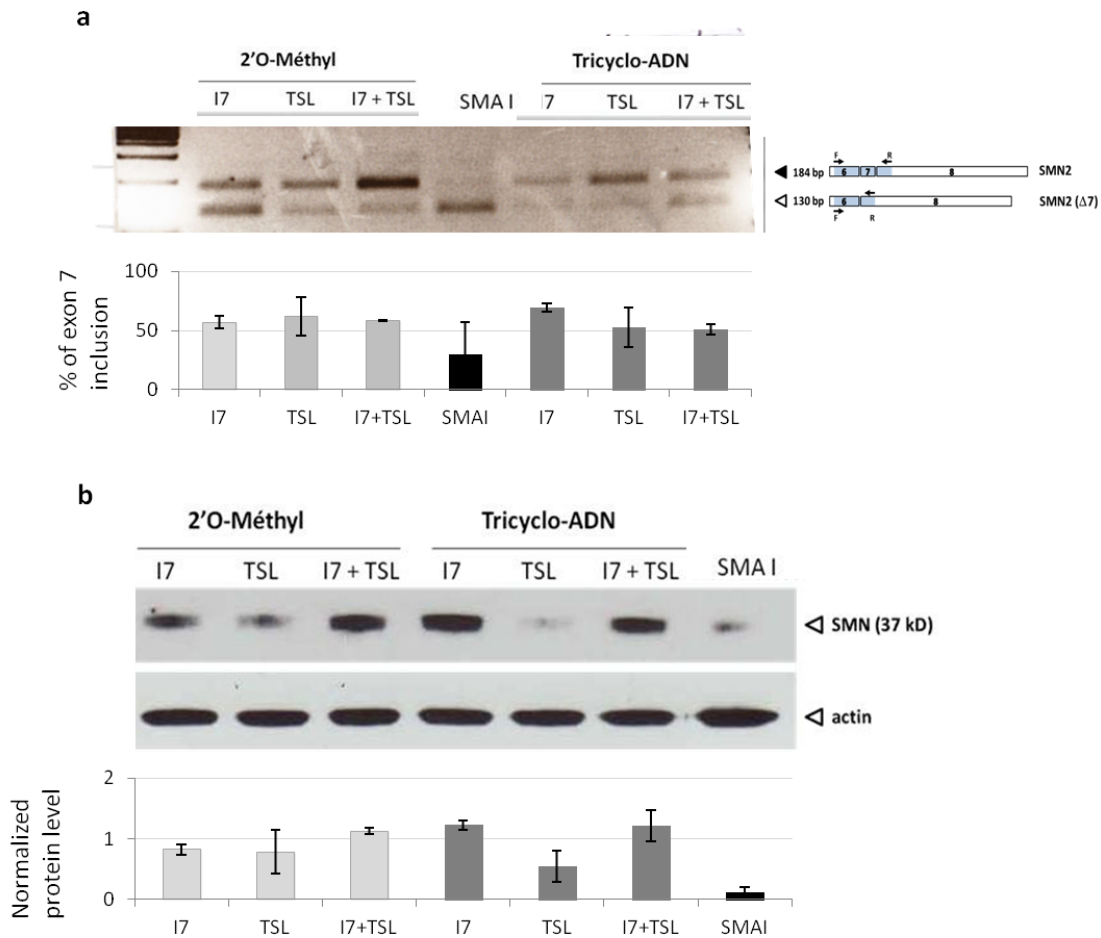 a
2'O-Méthyl
Tricyclo-ADN
I7 TSL I7 + TSL SMA I I7 TSL I7 + TSL
184 bp 6 7 8 SMN2
F R
130 bp 6 8 SMN2 (Δ7)
F R
% of exon 7 inclusion
100
50
0
I7 TSL I7+TSL SMAI I7 TSL I7+TSL
b
2'O-Méthyl Tricyclo-ADN
I7 TSL I7 + TSL I7 TSL I7 + TSL SMA I
SMN (37 kD)
actin
Normalized protein level
2
1
0
I7 TSL I7+TSL I7 TSL I7+TSL SMAI